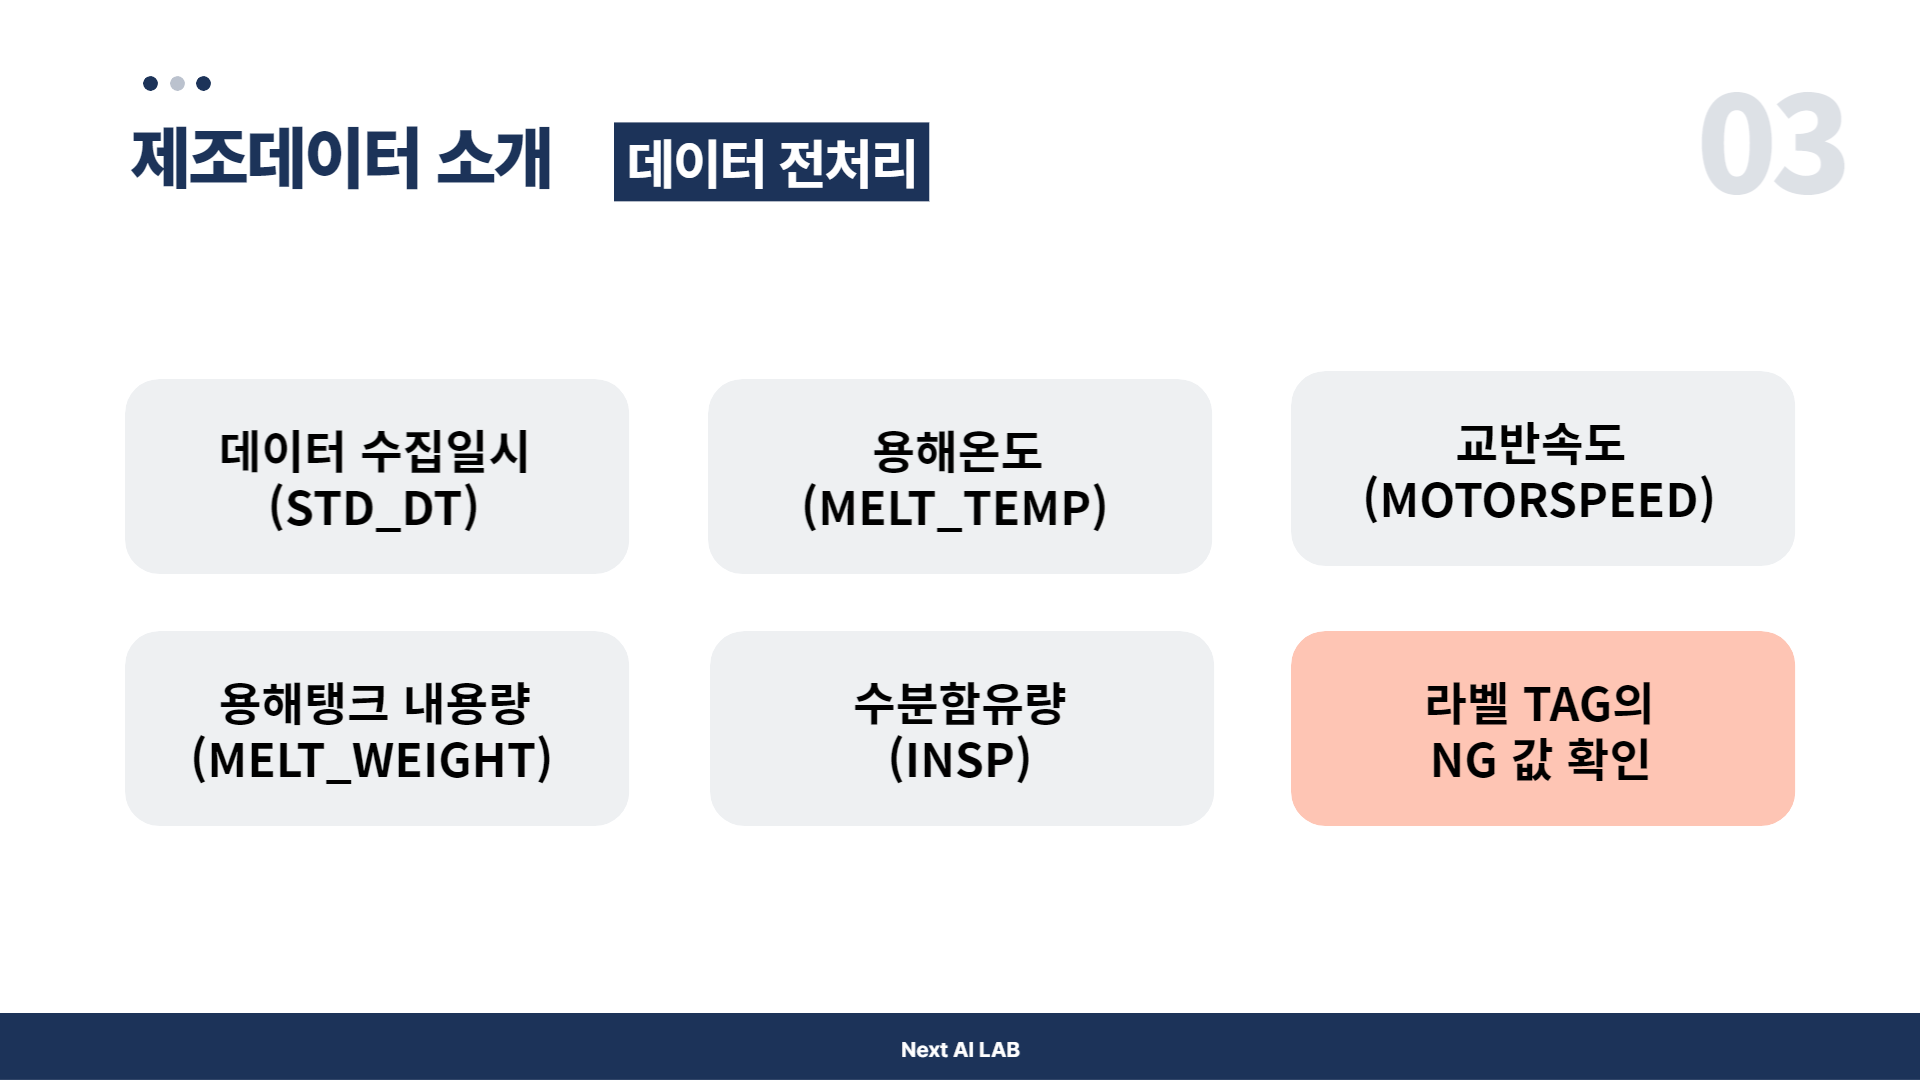 제조데이터 소개
데이터 전처리
03
데이터 수집일시
(STD_DT)
용해온도
(MELT_TEMP)
교반속도
(MOTORSPEED)
용해탱크 내용량
(MELT_WEIGHT)
수분함유량
(INSP)
라벨 TAG의
NG 값 확인
Next AI LAB